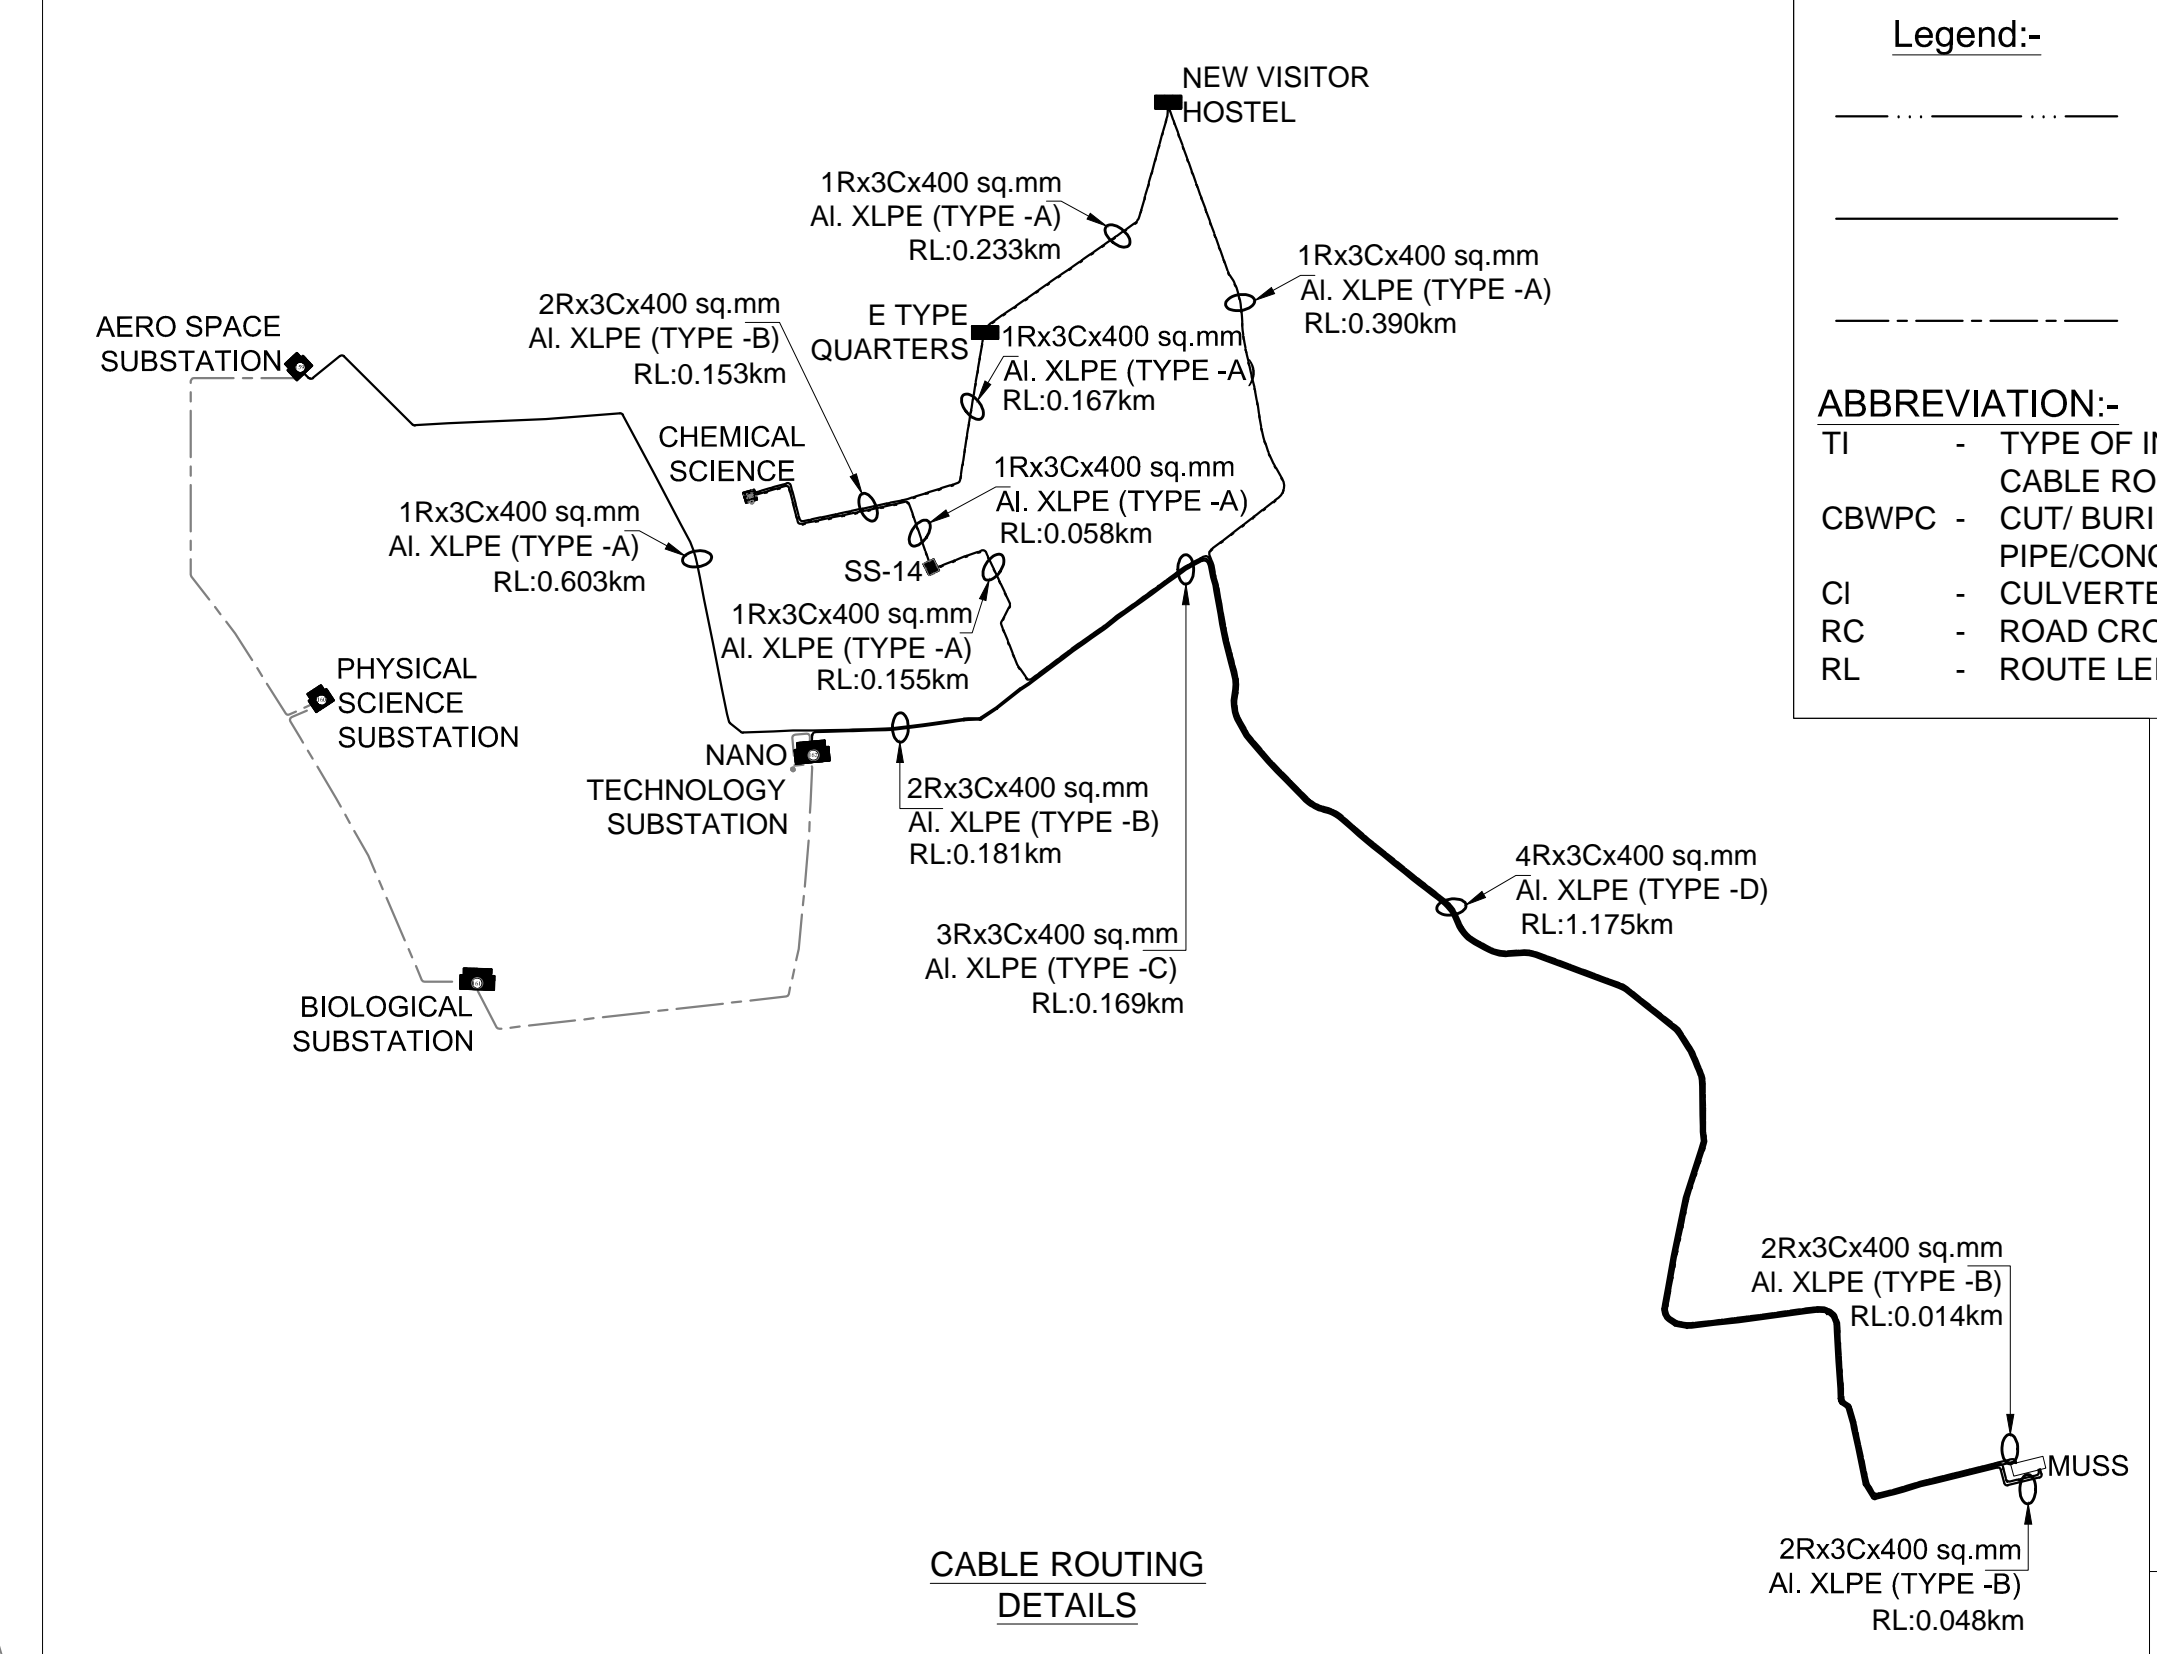 NEW VISITOR
HOSTEL
1Rx3Cx400 sq.mm
Al. XLPE (TYPE -A)
RL:0.233km
1Rx3Cx400 sq.mm
Al. XLPE (TYPE -A)
RL:0.390km
2Rx3Cx400 sq.mm
Al. XLPE (TYPE -B)
RL:0.153km
E TYPE
QUARTERS
1Rx3Cx400 sq.mm
Al. XLPE (TYPE -A)
RL:0.167km
AERO SPACE
SUBSTATION
CHEMICAL
SCIENCE
1Rx3Cx400 sq.mm
Al. XLPE (TYPE -A)
RL:0.058km
1Rx3Cx400 sq.mm
Al. XLPE (TYPE -A)
RL:0.603km
SS-14
1Rx3Cx400 sq.mm
Al. XLPE (TYPE -A)
RL:0.155km
PHYSICAL
SCIENCE
SUBSTATION
NANO
TECHNOLOGY
SUBSTATION
2Rx3Cx400 sq.mm
Al. XLPE (TYPE -B)
RL:0.181km
4Rx3Cx400 sq.mm
Al. XLPE (TYPE -D)
RL:1.175km
3Rx3Cx400 sq.mm
Al. XLPE (TYPE -C)
RL:0.169km
BIOLOGICAL
SUBSTATION
2Rx3Cx400 sq.mm
Al. XLPE (TYPE -B)
RL:0.014km
MUSS
2Rx3Cx400 sq.mm
Al. XLPE (TYPE -B)
RL:0.048km
CABLE ROUTING
DETAILS
Legend:-
ABBREVIATION:-
TI - TYPE OF
CABLE
CBWPC - CUT/
CI -
RC - ROAD
RL - ROUTE